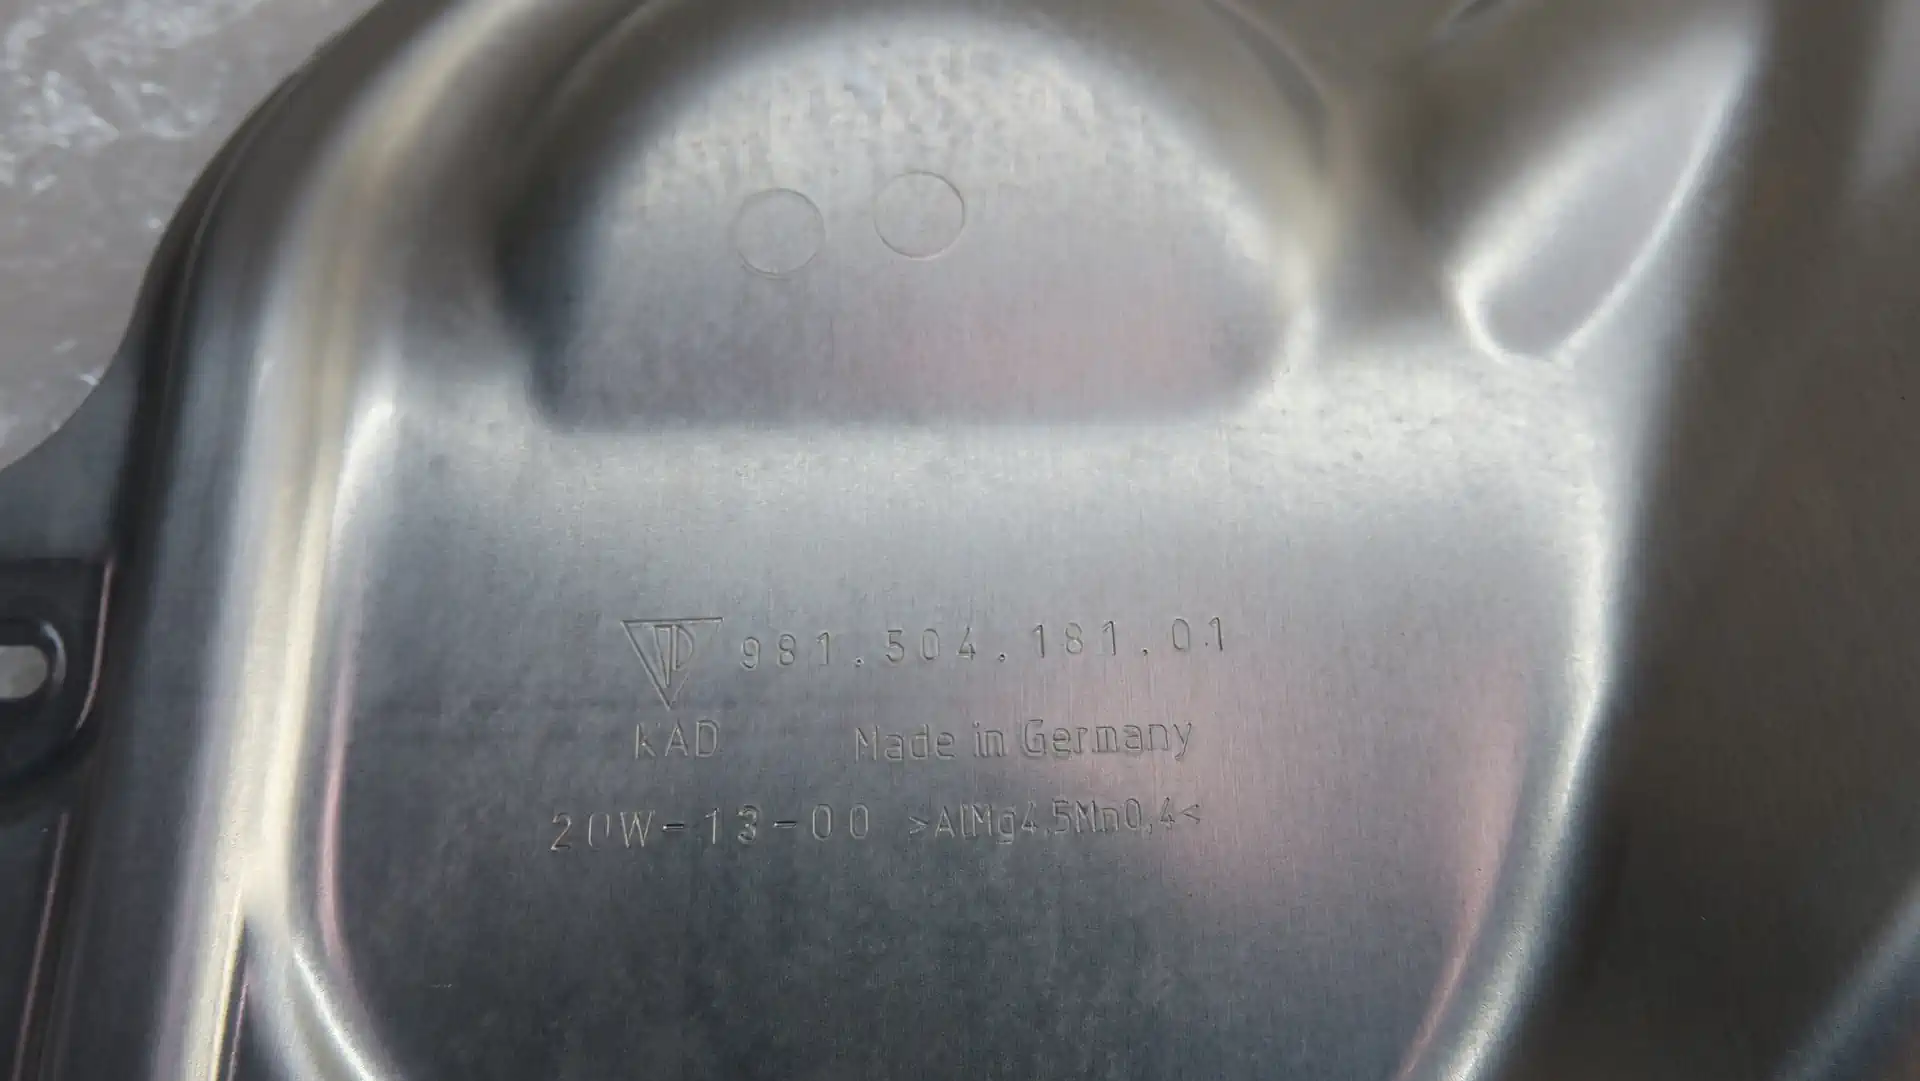 981.504.181.01
KAD Made in Germany
20W-13-00 >AlMg4,5Mn0,4<